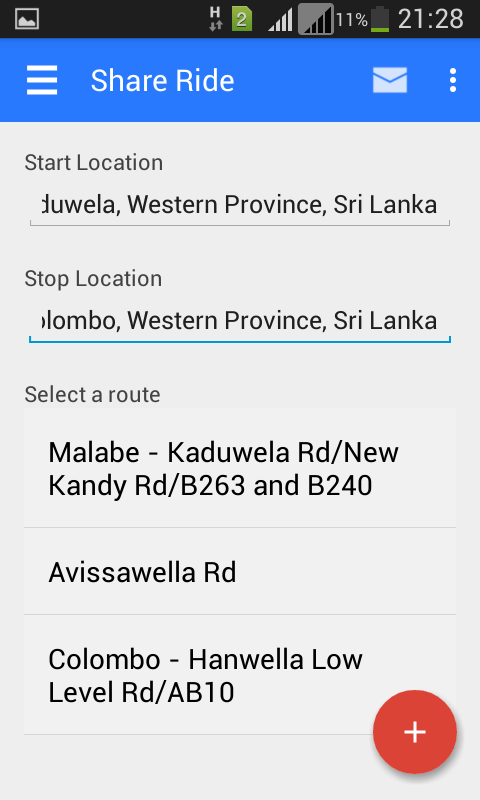 H 2 11% 21:28
Share Ride
Start Location
duwela, Western Province, Sri Lanka
Stop Location
olombo, Western Province, Sri Lanka
Select a route
Malabe - Kaduwela Rd/New
Kandy Rd/B263 and B240
Avissawella Rd
Colombo - Hanwella Low
Level Rd/AB10
+